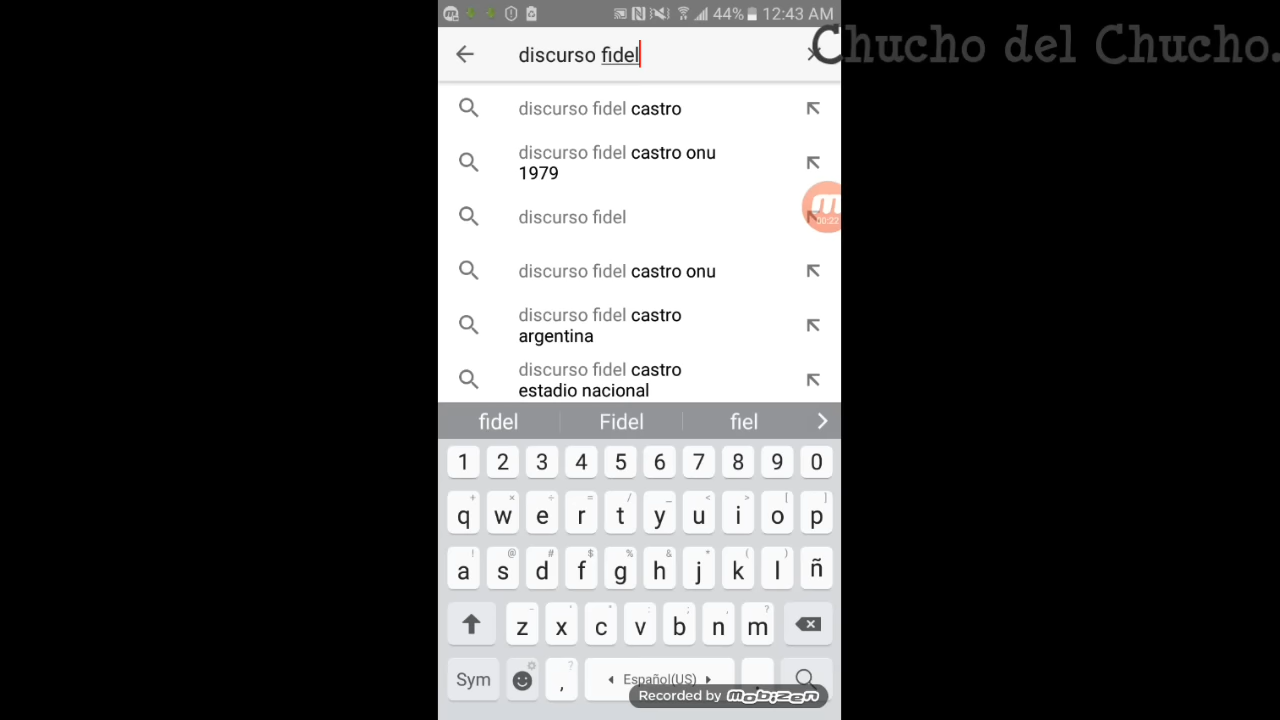 44% 12:43 AM
Chucho del Chucho.
discurso fidel
discurso fidel castro
discurso fidel castro onu
1979
00:22
discurso fidel
discurso fidel castro onu
discurso fidel castro
argentina
discurso fidel castro
estadio nacional
fidel Fidel fiel
1 2 3 4 5 6 7 8 9 0
+ × ÷ = / _ < > [ ]
q w e r t y u i o p
! @ # $ % & * ( )
a s d f g h j k l ñ
- ' " : ; , ?
z x c v b n m
?
Sym , Español(US) .
Recorded by mobizen